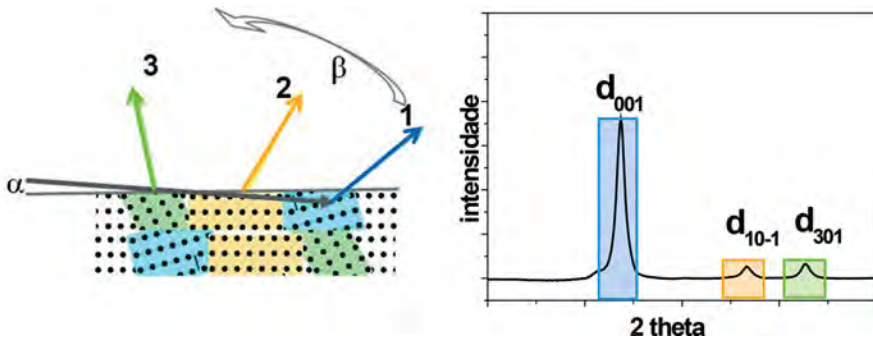 3
2
β
1
α
intensidade
d001
d10-1
d301
2 theta